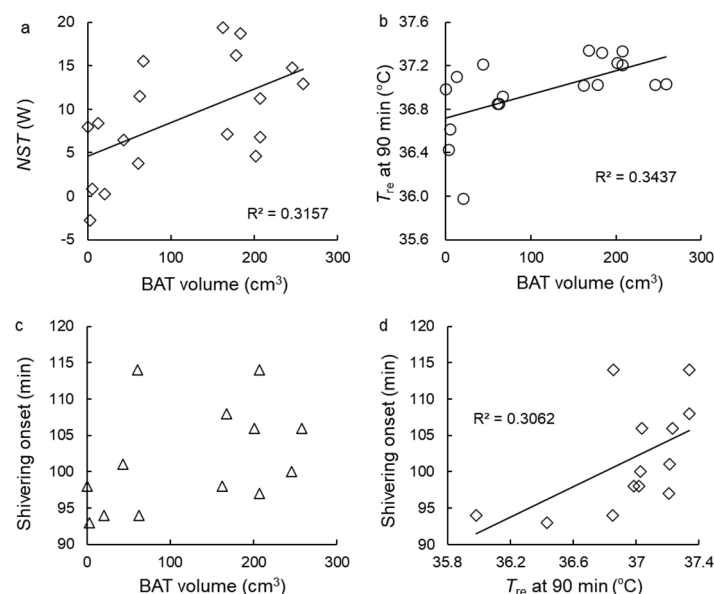 a
20
15
10
5
0
-5
NST (W)
R² = 0.3157
0 100 200 300
BAT volume (cm³)
b
37.6
37.2
36.8
36.4
36.0
35.6
Tre at 90 min (°C)
R² = 0.3437
0 100 200 300
BAT volume (cm³)
c
120
115
110
105
100
95
90
Shivering onset (min)
0 100 200 300
BAT volume (cm³)
d
120
115
110
105
100
95
90
Shivering onset (min)
R² = 0.3062
35.8 36.2 36.6 37 37.4
Tre at 90 min (°C)